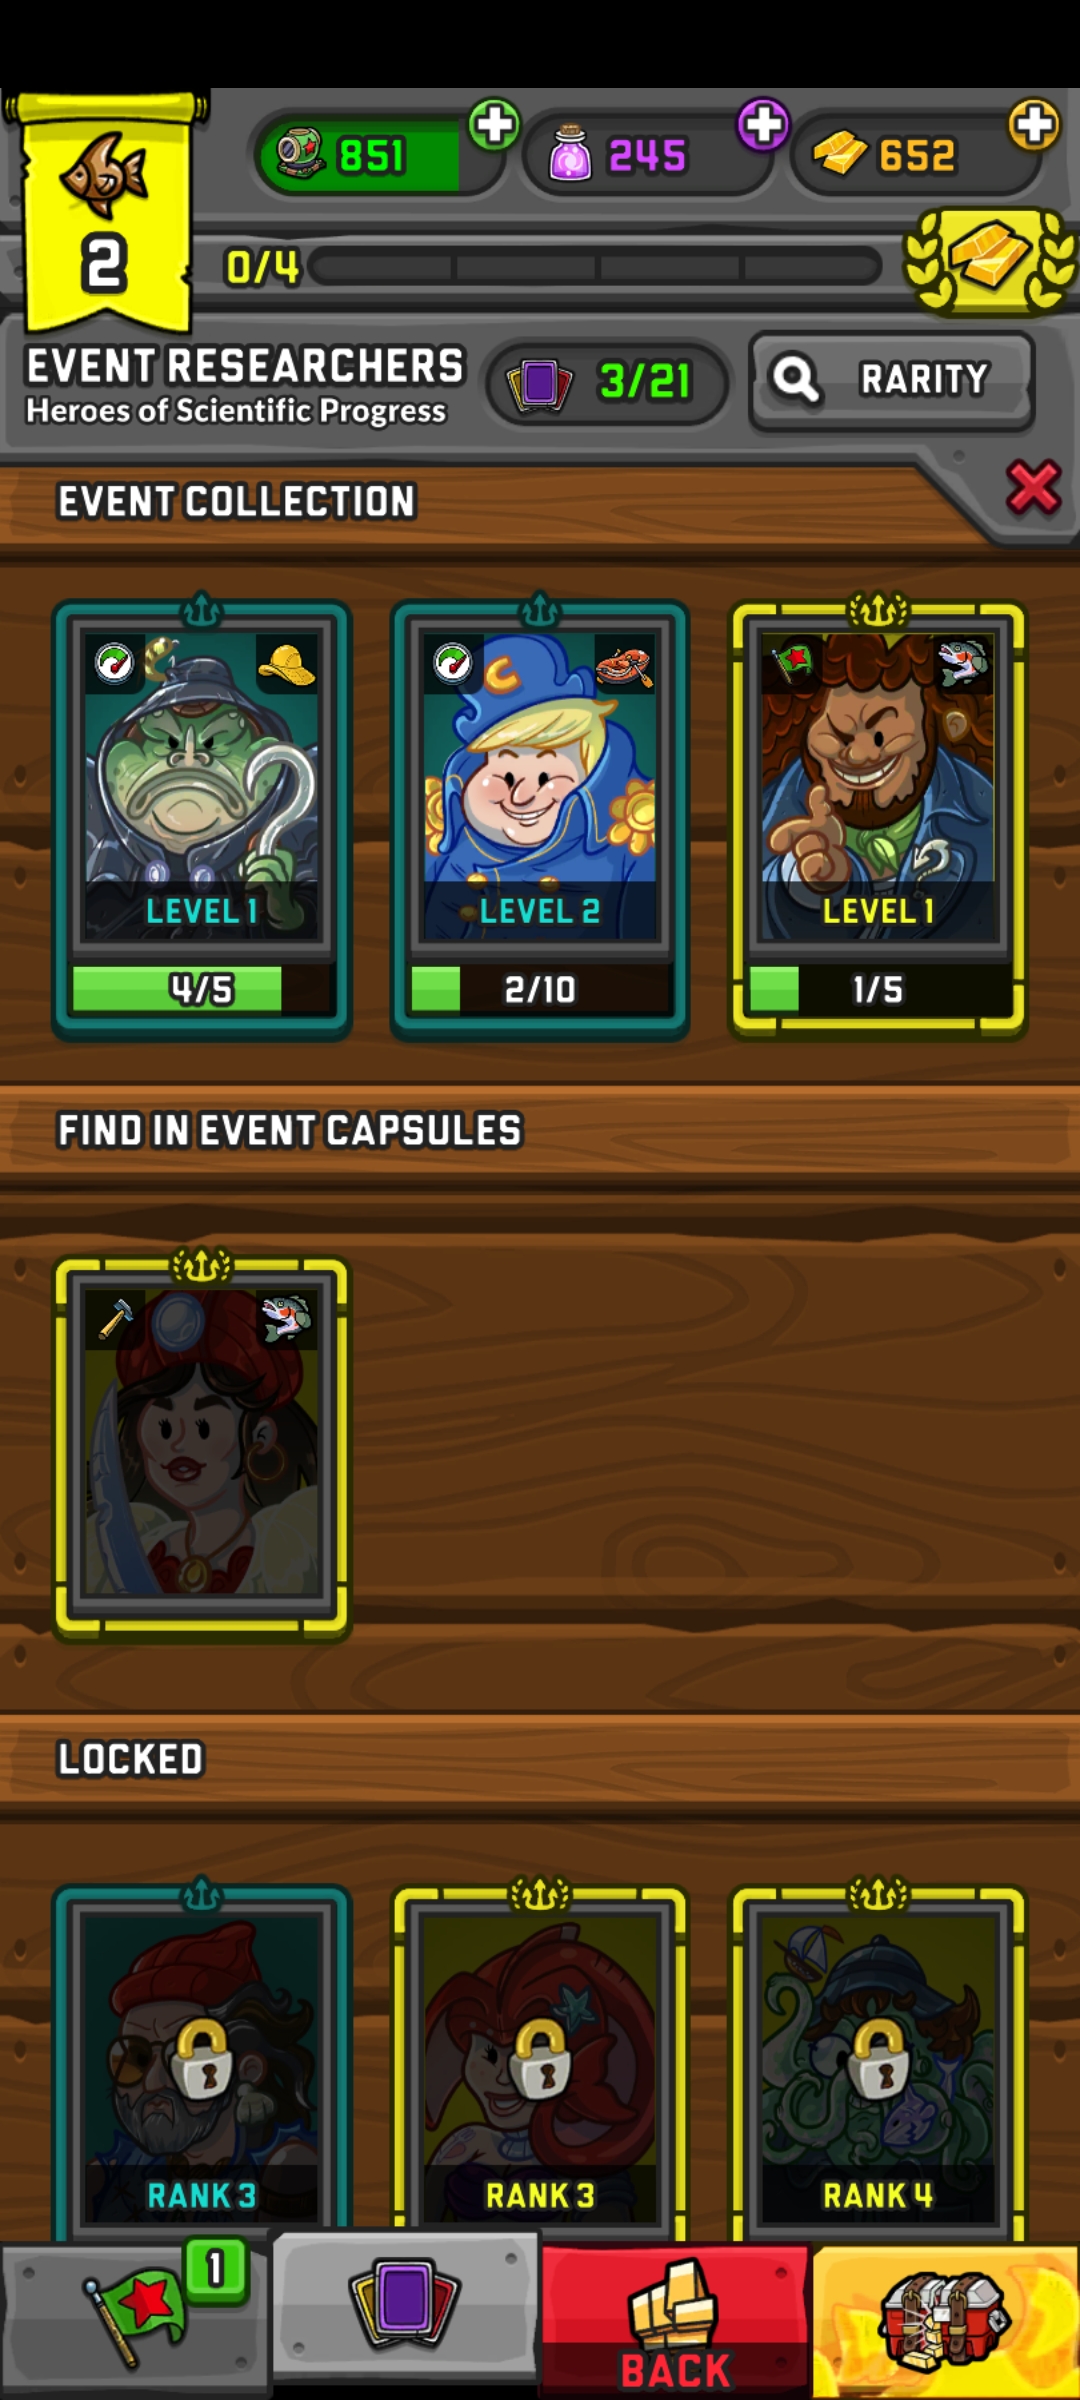 851
245
652
2
0/4
EVENT RESEARCHERS
Heroes of Scientific Progress
3/21
RARITY
EVENT COLLECTION
C
LEVEL 1
LEVEL 2
LEVEL 1
4/5
2/10
1/5
FIND IN EVENT CAPSULES
LOCKED
RANK 3
RANK 3
RANK 4
1
BACK